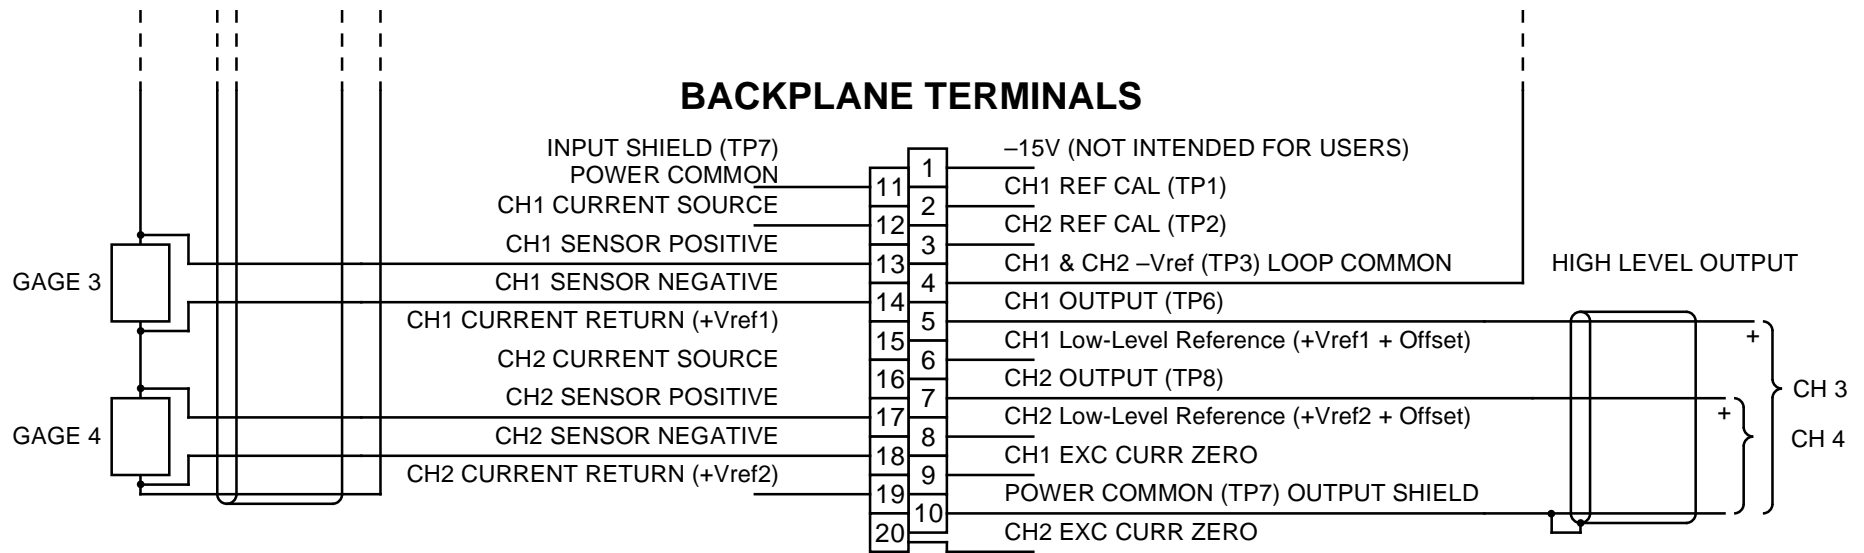 BACKPLANE TERMINALS
INPUT SHIELD (TP7)
POWER COMMON
CH1 CURRENT SOURCE
CH1 SENSOR POSITIVE
CH1 SENSOR NEGATIVE
CH1 CURRENT RETURN (+Vref1)
CH2 CURRENT SOURCE
CH2 SENSOR POSITIVE
CH2 SENSOR NEGATIVE
CH2 CURRENT RETURN (+Vref2)
GAGE 3
GAGE 4
11
12
13
14
15
16
17
18
19
20
1
2
3
4
5
6
7
8
9
10
–15V (NOT INTENDED FOR USERS)
CH1 REF CAL (TP1)
CH2 REF CAL (TP2)
CH1 & CH2 –Vref (TP3) LOOP COMMON
CH1 OUTPUT (TP6)
CH1 Low-Level Reference (+Vref1 + Offset)
CH2 OUTPUT (TP8)
CH2 Low-Level Reference (+Vref2 + Offset)
CH1 EXC CURR ZERO
POWER COMMON (TP7) OUTPUT SHIELD
CH2 EXC CURR ZERO
HIGH LEVEL OUTPUT
+
+
CH 3
CH 4